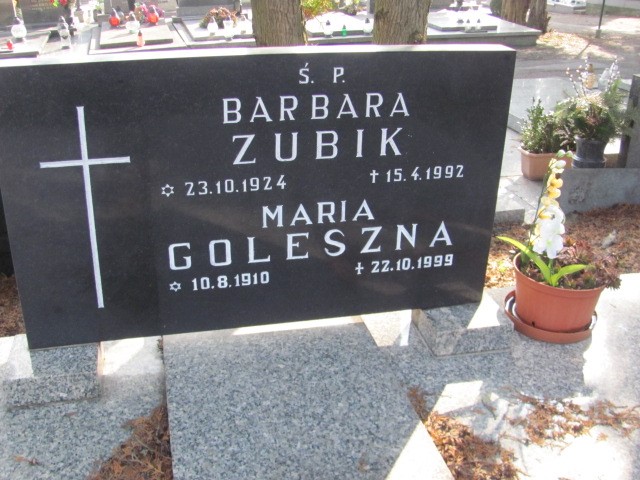 Ś. P.
BARBARA
ZUBIK
✡ 23.10.1924 †15.4.1992
MARIA
GOLESZNA
✡ 10.8.1910 †22.10.1999